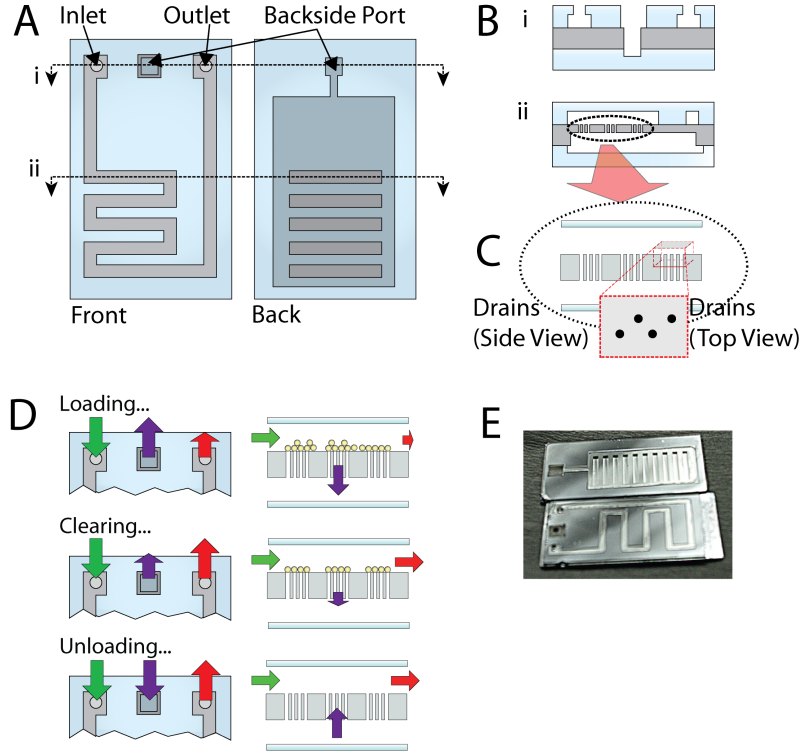 A
Inlet
Outlet
Backside Port
i
ii
Front
Back
B
i
ii
C
Drains
(Side View)
Drains
(Top View)
D
Loading...
Clearing...
Unloading...
E